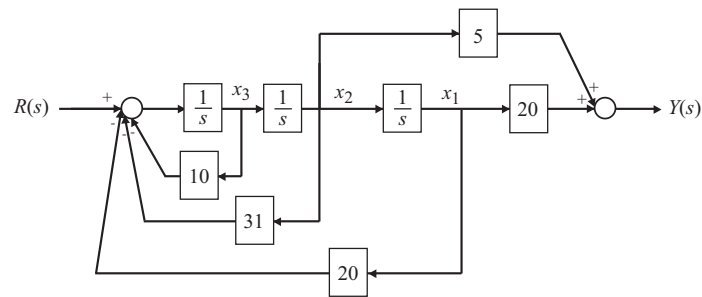 5
R(s) + 1/s x₃ 1/s x₂ 1/s x₁ 20 + + Y(s)
- - -
10
31
20